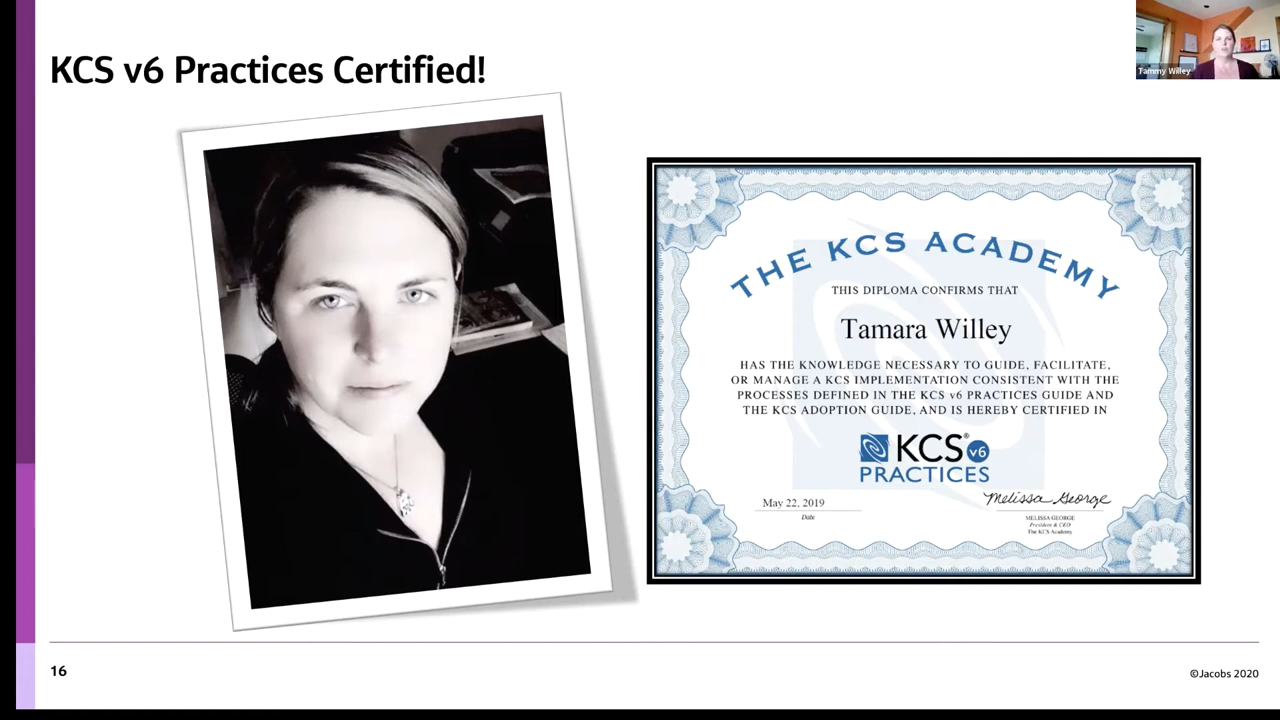 KCS v6 Practices Certified!
Tammy Willey
THE KCS ACADEMY
THIS DIPLOMA CONFIRMS THAT
Tamara Willey
HAS THE KNOWLEDGE NECESSARY TO GUIDE, FACILITATE,
OR MANAGE A KCS IMPLEMENTATION CONSISTENT WITH THE
PROCESSES DEFINED IN THE KCS v6 PRACTICES GUIDE AND
THE KCS ADOPTION GUIDE, AND IS HEREBY CERTIFIED IN
KCS® v6
PRACTICES
May 22, 2019
Date
Melissa George
MELISSA GEORGE
President & CEO
The KCS Academy
16
©Jacobs 2020